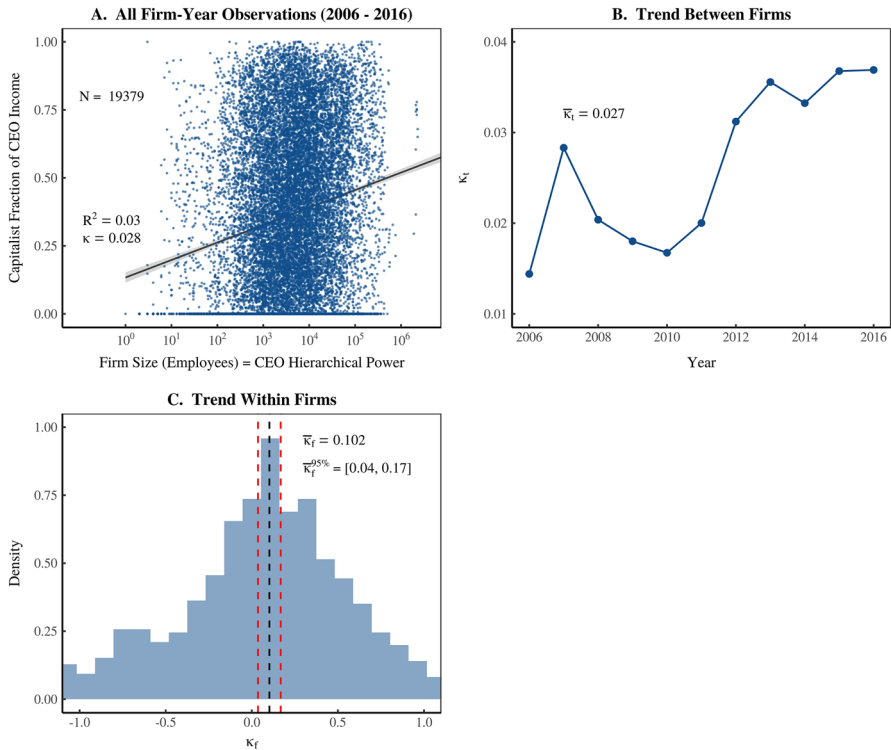 A. All Firm-Year Observations (2006 - 2016)
Capitalist Fraction of CEO Income
1.00
0.75
0.50
0.25
0.00
N = 19379
R² = 0.03
κ = 0.028
10⁰
10¹
10²
10³
10⁴
10⁵
10⁶
Firm Size (Employees) = CEO Hierarchical Power
B. Trend Between Firms
κₜ
0.04
0.03
0.02
0.01
κ̅ₜ = 0.027
2006
2008
2010
2012
2014
2016
Year
C. Trend Within Firms
Density
1.00
0.75
0.50
0.25
0.00
κ̅_f = 0.102
κ̅_f^95% = [0.04, 0.17]
-1.0
-0.5
0.0
0.5
1.0
κ_f